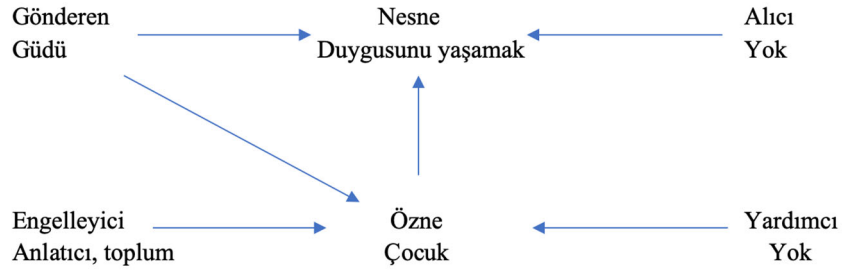 Gönderen Nesne Alıcı
Güdü Duygusunu yaşamak Yok
Engelleyici Özne Yardımcı
Anlatıcı, toplum Çocuk Yok